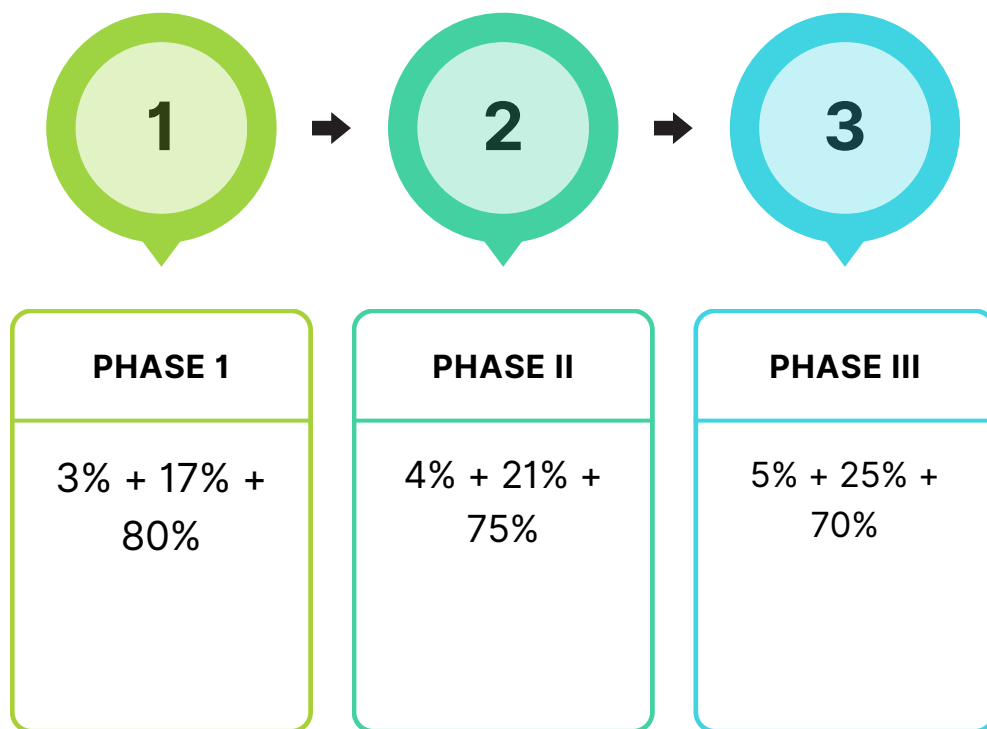 1
2
3
PHASE 1
3% + 17% +
80%
PHASE II
4% + 21% +
75%
PHASE III
5% + 25% +
70%